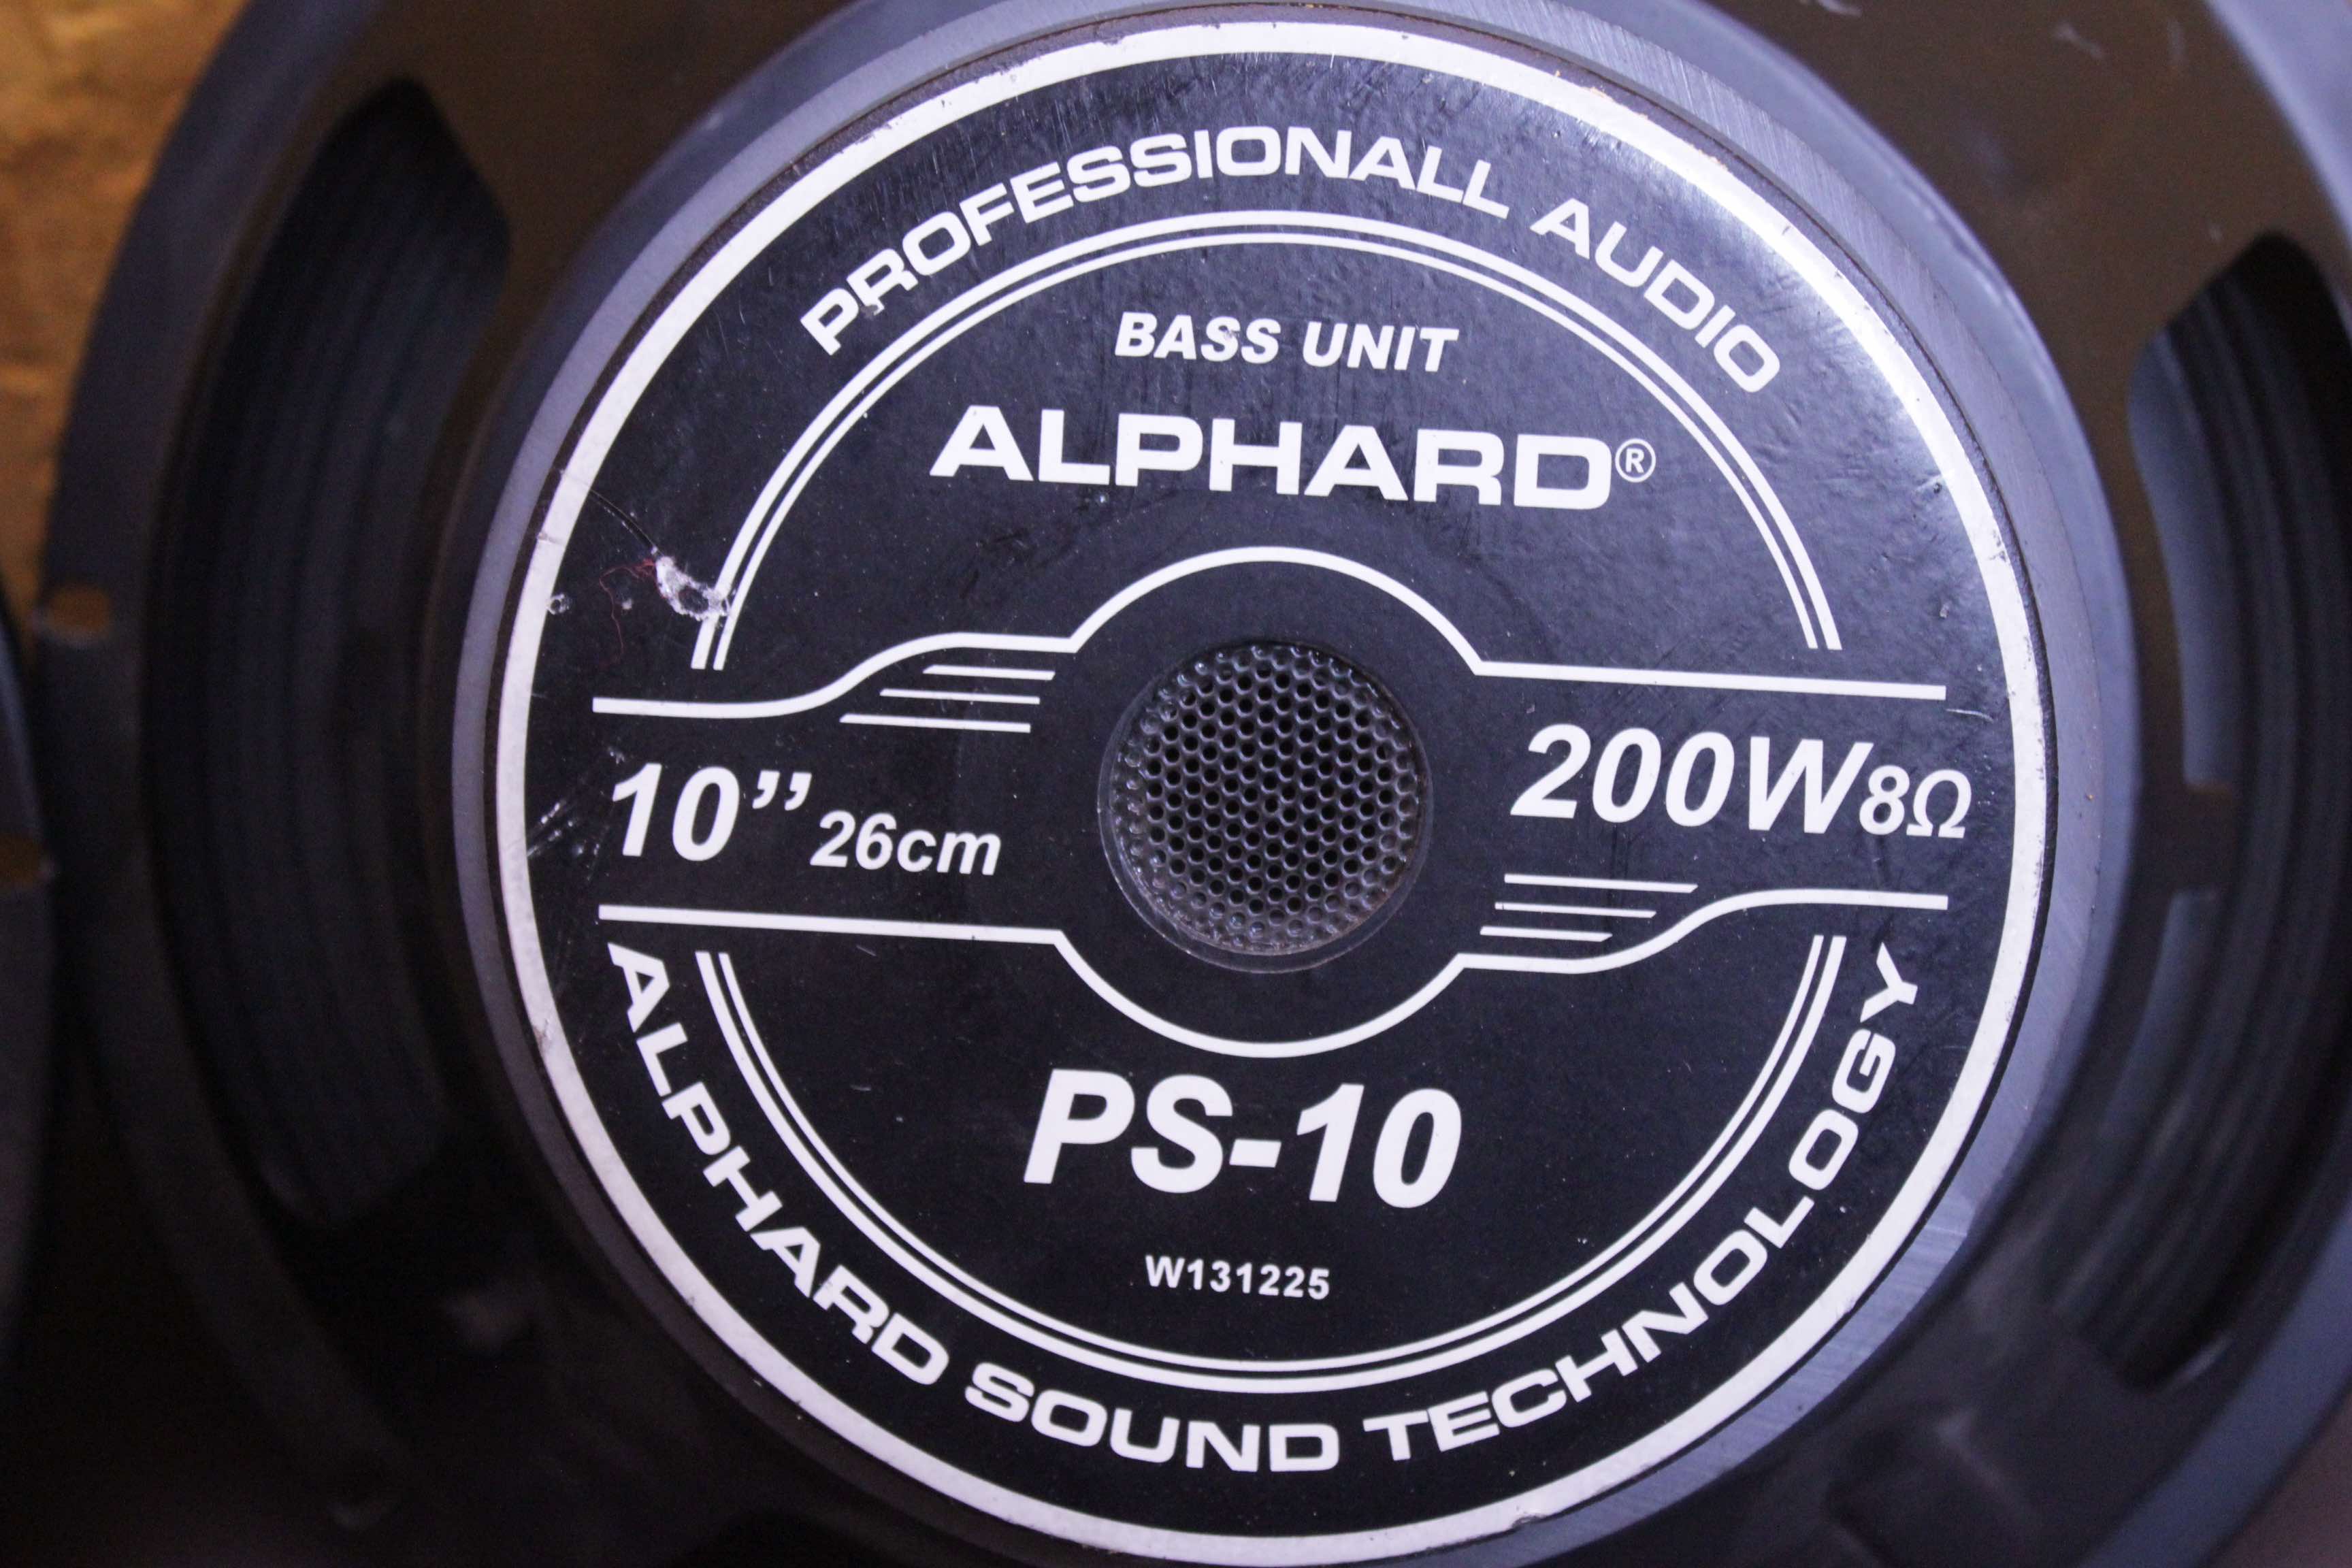 PROFESSIONALL AUDIO
BASS UNIT
ALPHARD®
10’’ 26cm
200W 8Ω
PS-10
W131225
ALPHARD SOUND TECHNOLOGY